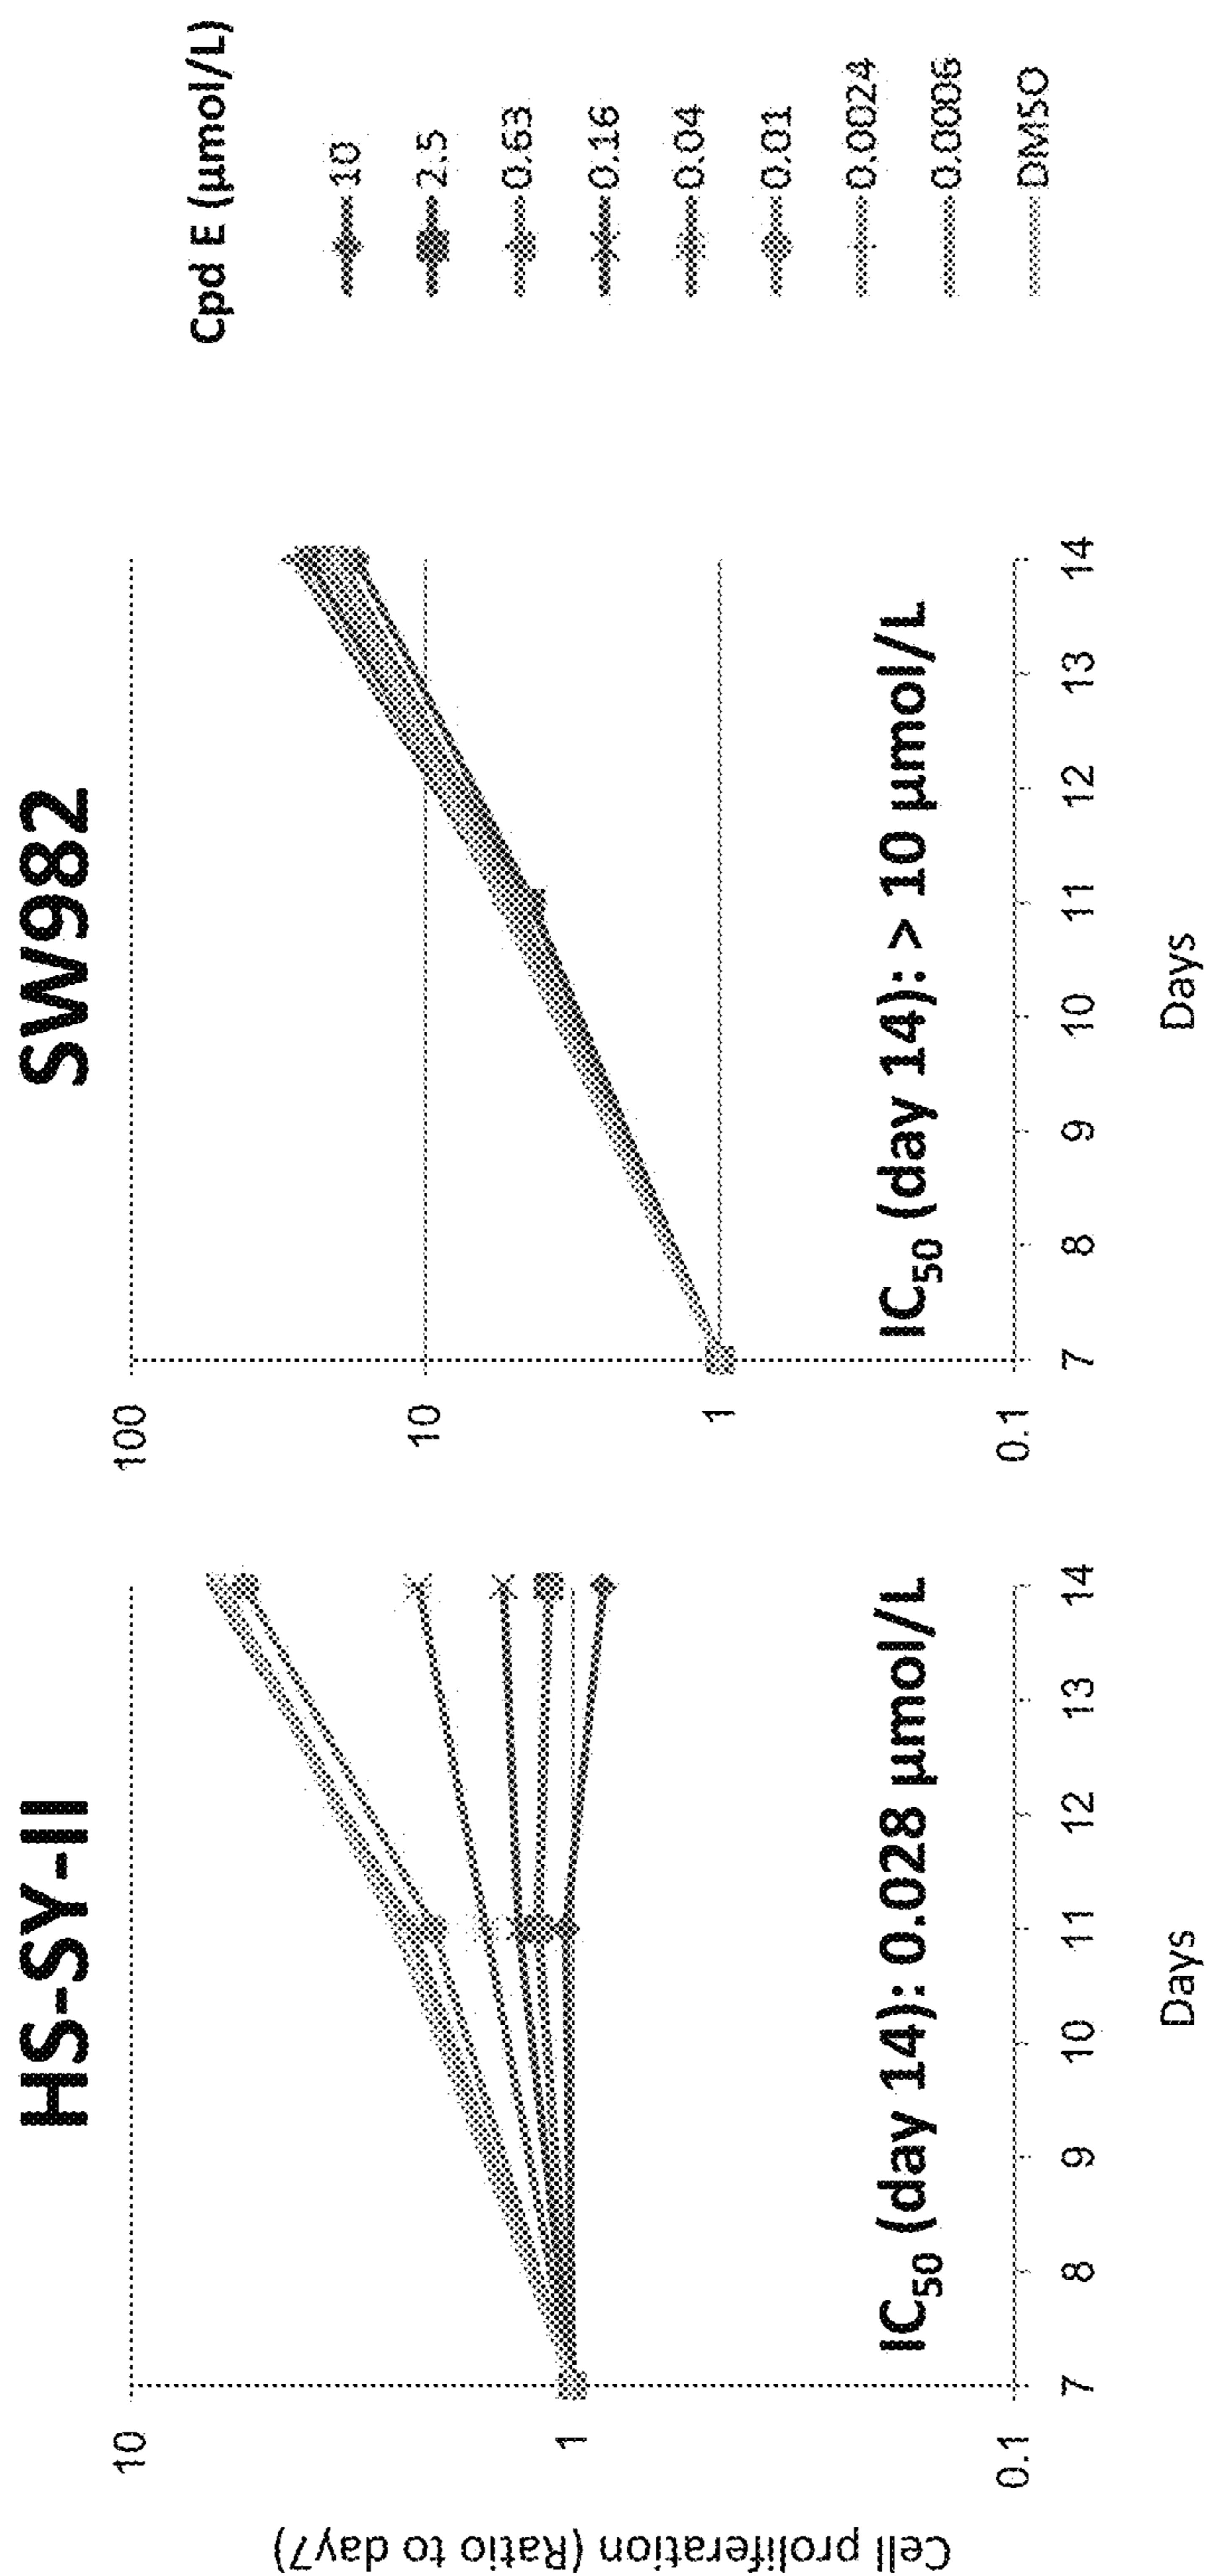 HS-SY-II
Cell proliferation (Ratio to day7)
10
1
0.1
IC50 (day 14): 0.028 µmol/L
7 8 9 10 11 12 13 14
Days
SW982
100
10
1
0.1
IC50 (day 14): > 10 µmol/L
7 8 9 10 11 12 13 14
Days
Cpd E (µmol/L)
10
2.5
0.63
0.16
0.04
0.01
0.0024
0.0006
DMSO